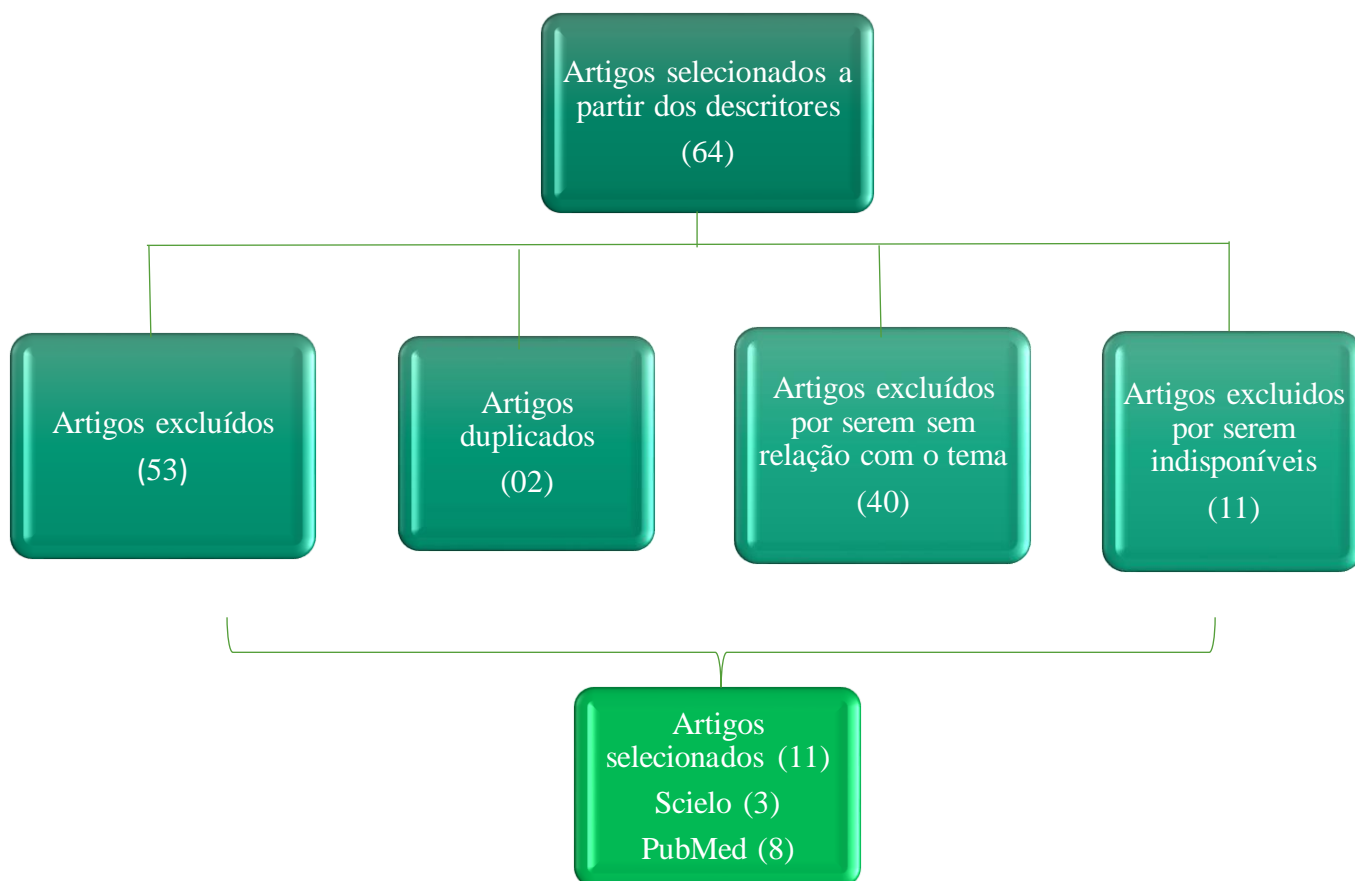 Artigos selecionados a
partir dos descritores
(64)
Artigos excluídos
(53)
Artigos
duplicados
(02)
Artigos excluídos
por serem sem
relação com o tema
(40)
Artigos excluidos
por serem
indisponíveis
(11)
Artigos
selecionados (11)
Scielo (3)
PubMed (8)